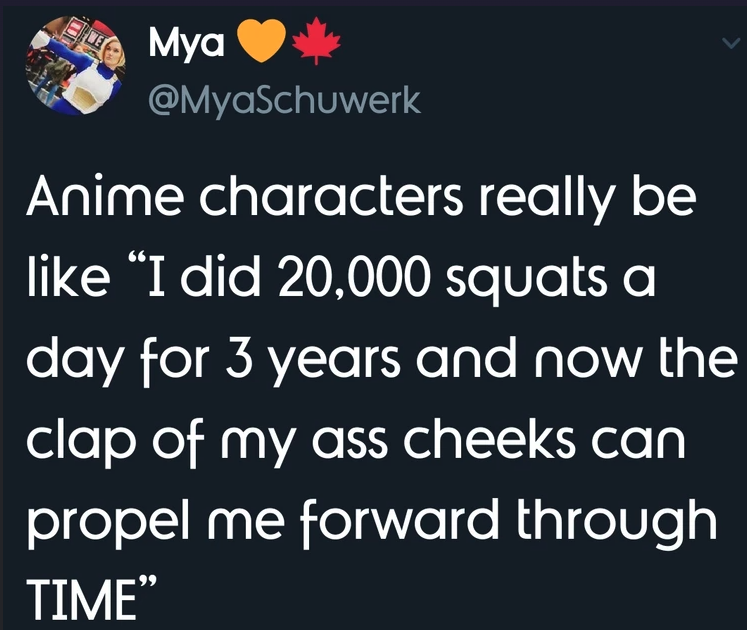 Mya 🧡🍁
@MyaSchuwerk
Anime characters really be
like “I did 20,000 squats a
day for 3 years and now the
clap of my ass cheeks can
propel me forward through
TIME”